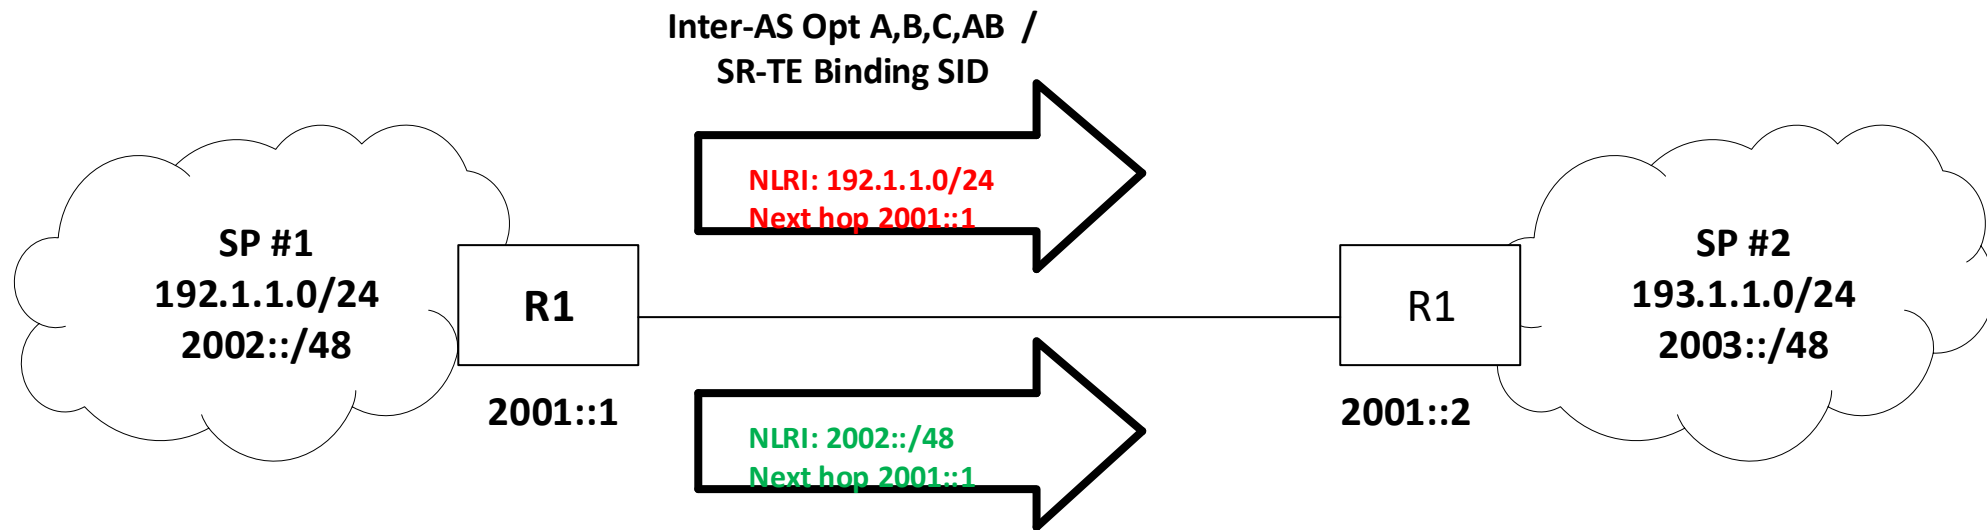 Inter-AS Opt A,B,C,AB /
SR-TE Binding SID
NLRI: 192.1.1.0/24
Next hop 2001::1
SP #1
192.1.1.0/24
2002::/48
R1
2001::1
R1
2001::2
SP #2
193.1.1.0/24
2003::/48
NLRI: 2002::/48
Next hop 2001::1